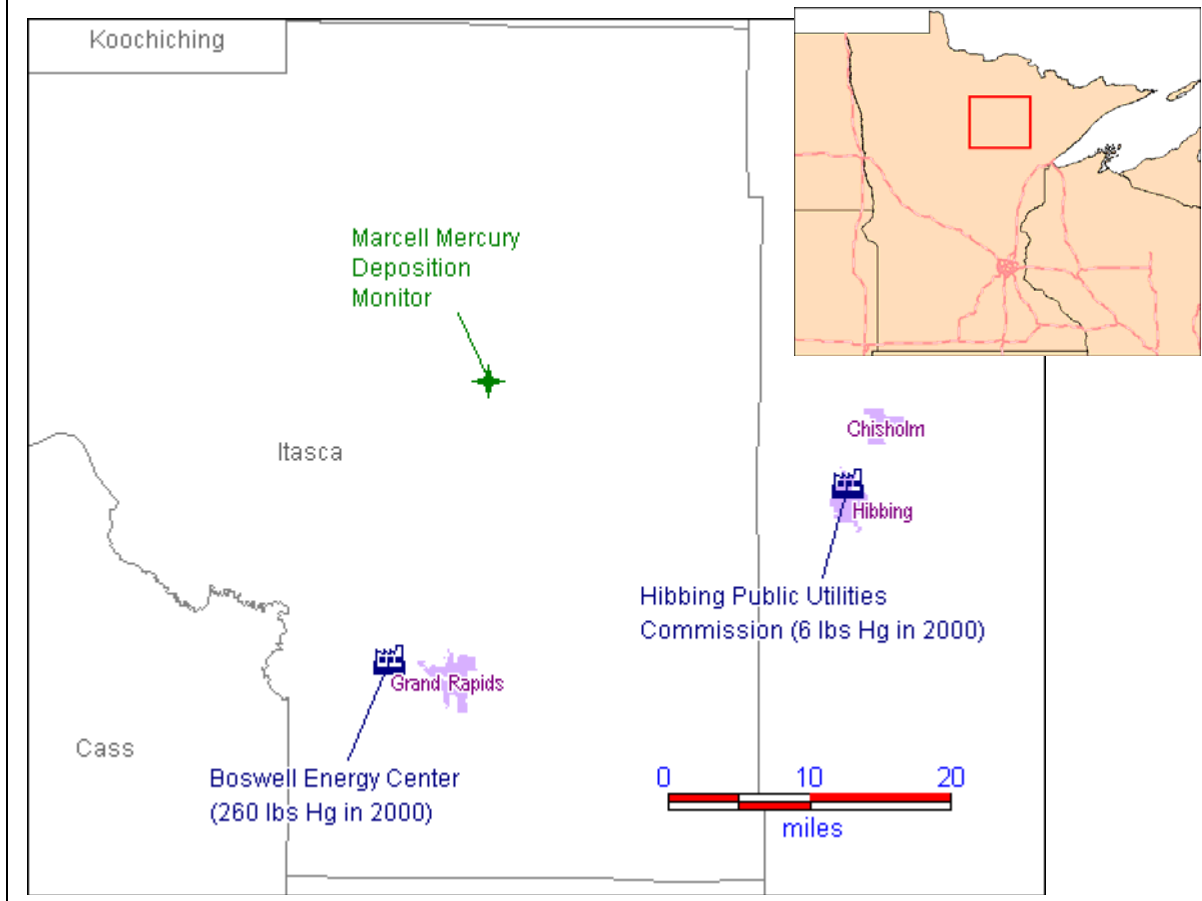 Koochiching
Marcell Mercury
Deposition
Monitor
Itasca
Chisholm
Hibbing
Hibbing Public Utilities
Commission (6 lbs Hg in 2000)
Grand Rapids
Cass
Boswell Energy Center
(260 lbs Hg in 2000)
0 10 20
miles